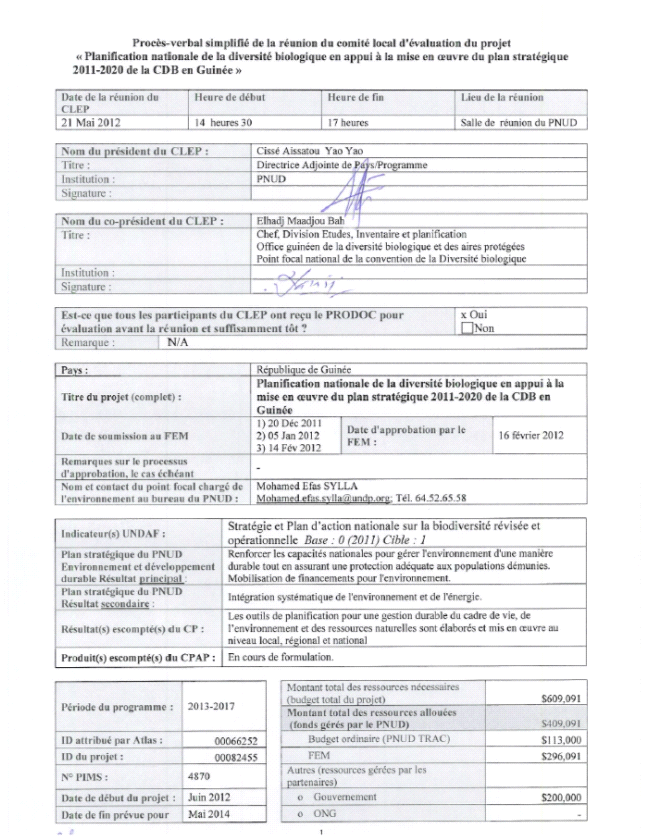 Procès-verbal simplifié de la réunion du comité local d'évaluation du projet
« Planification nationale de la diversité biologique en appui à la mise en œuvre du plan stratégique
2011-2020 de la CDB en Guinée »
Date de la réunion du CLEP
Heure de début
Heure de fin
Lieu de la réunion
21 Mai 2012
14 heures 30
17 heures
Salle de réunion du PNUD
Nom du président du CLEP :
Cissé Aissatou Yao Yao
Titre :
Directrice Adjointe de Pays/Programme
Institution :
PNUD
Signature :
Nom du co-président du CLEP :
Elhadj Maadjou Bah
Titre :
Chef, Division Etudes, Inventaire et planification
Office guinéen de la diversité biologique et des aires protégées
Point focal national de la convention de la Diversité biologique
Institution :
Signature :
Est-ce que tous les participants du CLEP ont reçu le PRODOC pour
évaluation avant la réunion et suffisamment tôt ?
x Oui
Non
Remarque :
N/A
Pays :
République de Guinée
Titre du projet (complet) :
Planification nationale de la diversité biologique en appui à la
mise en œuvre du plan stratégique 2011-2020 de la CDB en
Guinée
Date de soumission au FEM
1) 20 Déc 2011
2) 05 Jan 2012
3) 14 Fév 2012
Date d'approbation par le
FEM :
16 février 2012
Remarques sur le processus
d'approbation, le cas échéant
-
Nom et contact du point focal chargé de
l'environnement au bureau du PNUD :
Mohamed Efas SYLLA
Mohamed.efas.sylla@undp.org; Tél. 64.52.65.58
Indicateur(s) UNDAF :
Stratégie et Plan d'action nationale sur la biodiversité révisée et
opérationnelle Base : 0 (2011) Cible : 1
Plan stratégique du PNUD
Environnement et développement
durable Résultat principal :
Renforcer les capacités nationales pour gérer l'environnement d'une manière
durable tout en assurant une protection adéquate aux populations démunies.
Mobilisation de financements pour l'environnement.
Plan stratégique du PNUD
Résultat secondaire :
Intégration systématique de l'environnement et de l'énergie.
Résultat(s) escompté(s) du CP :
Les outils de planification pour une gestion durable du cadre de vie, de
l'environnement et des ressources naturelles sont élaborés et mis en œuvre au
niveau local, régional et national
Produit(s) escompté(s) du CPAP :
En cours de formulation.
Période du programme :
2013-2017
ID attribué par Atlas :
00066252
ID du projet :
00082455
N° PIMS :
4870
Date de début du projet :
Juin 2012
Date de fin prévue pour
Mai 2014
Montant total des ressources nécessaires
(budget total du projet)
$609,091
Montant total des ressources allouées
(fonds gérés par le PNUD)
$409,091
Budget ordinaire (PNUD TRAC)
$113,000
FEM
$296,091
Autres (ressources gérées par les
partenaires)
o Gouvernement
$200,000
o ONG
-
1